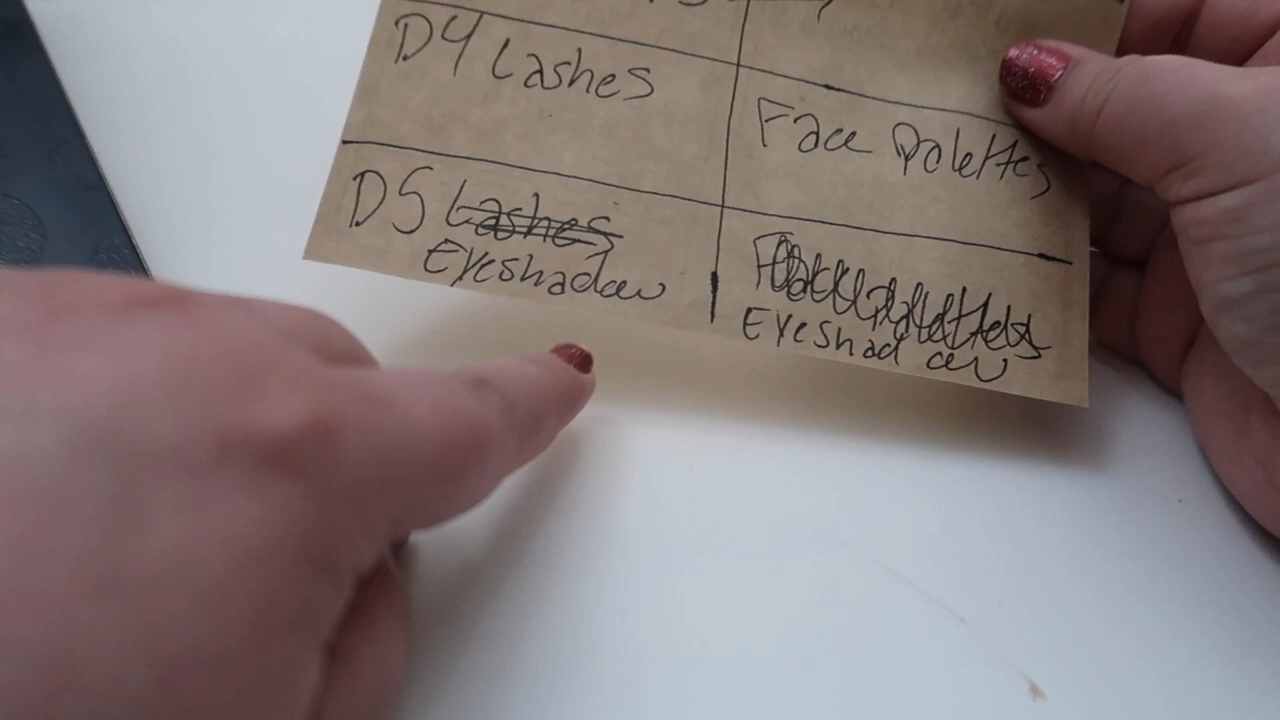 D4 Lashes
Face Palettes
D5 Lashes
Eyeshadow
Eyeshadow